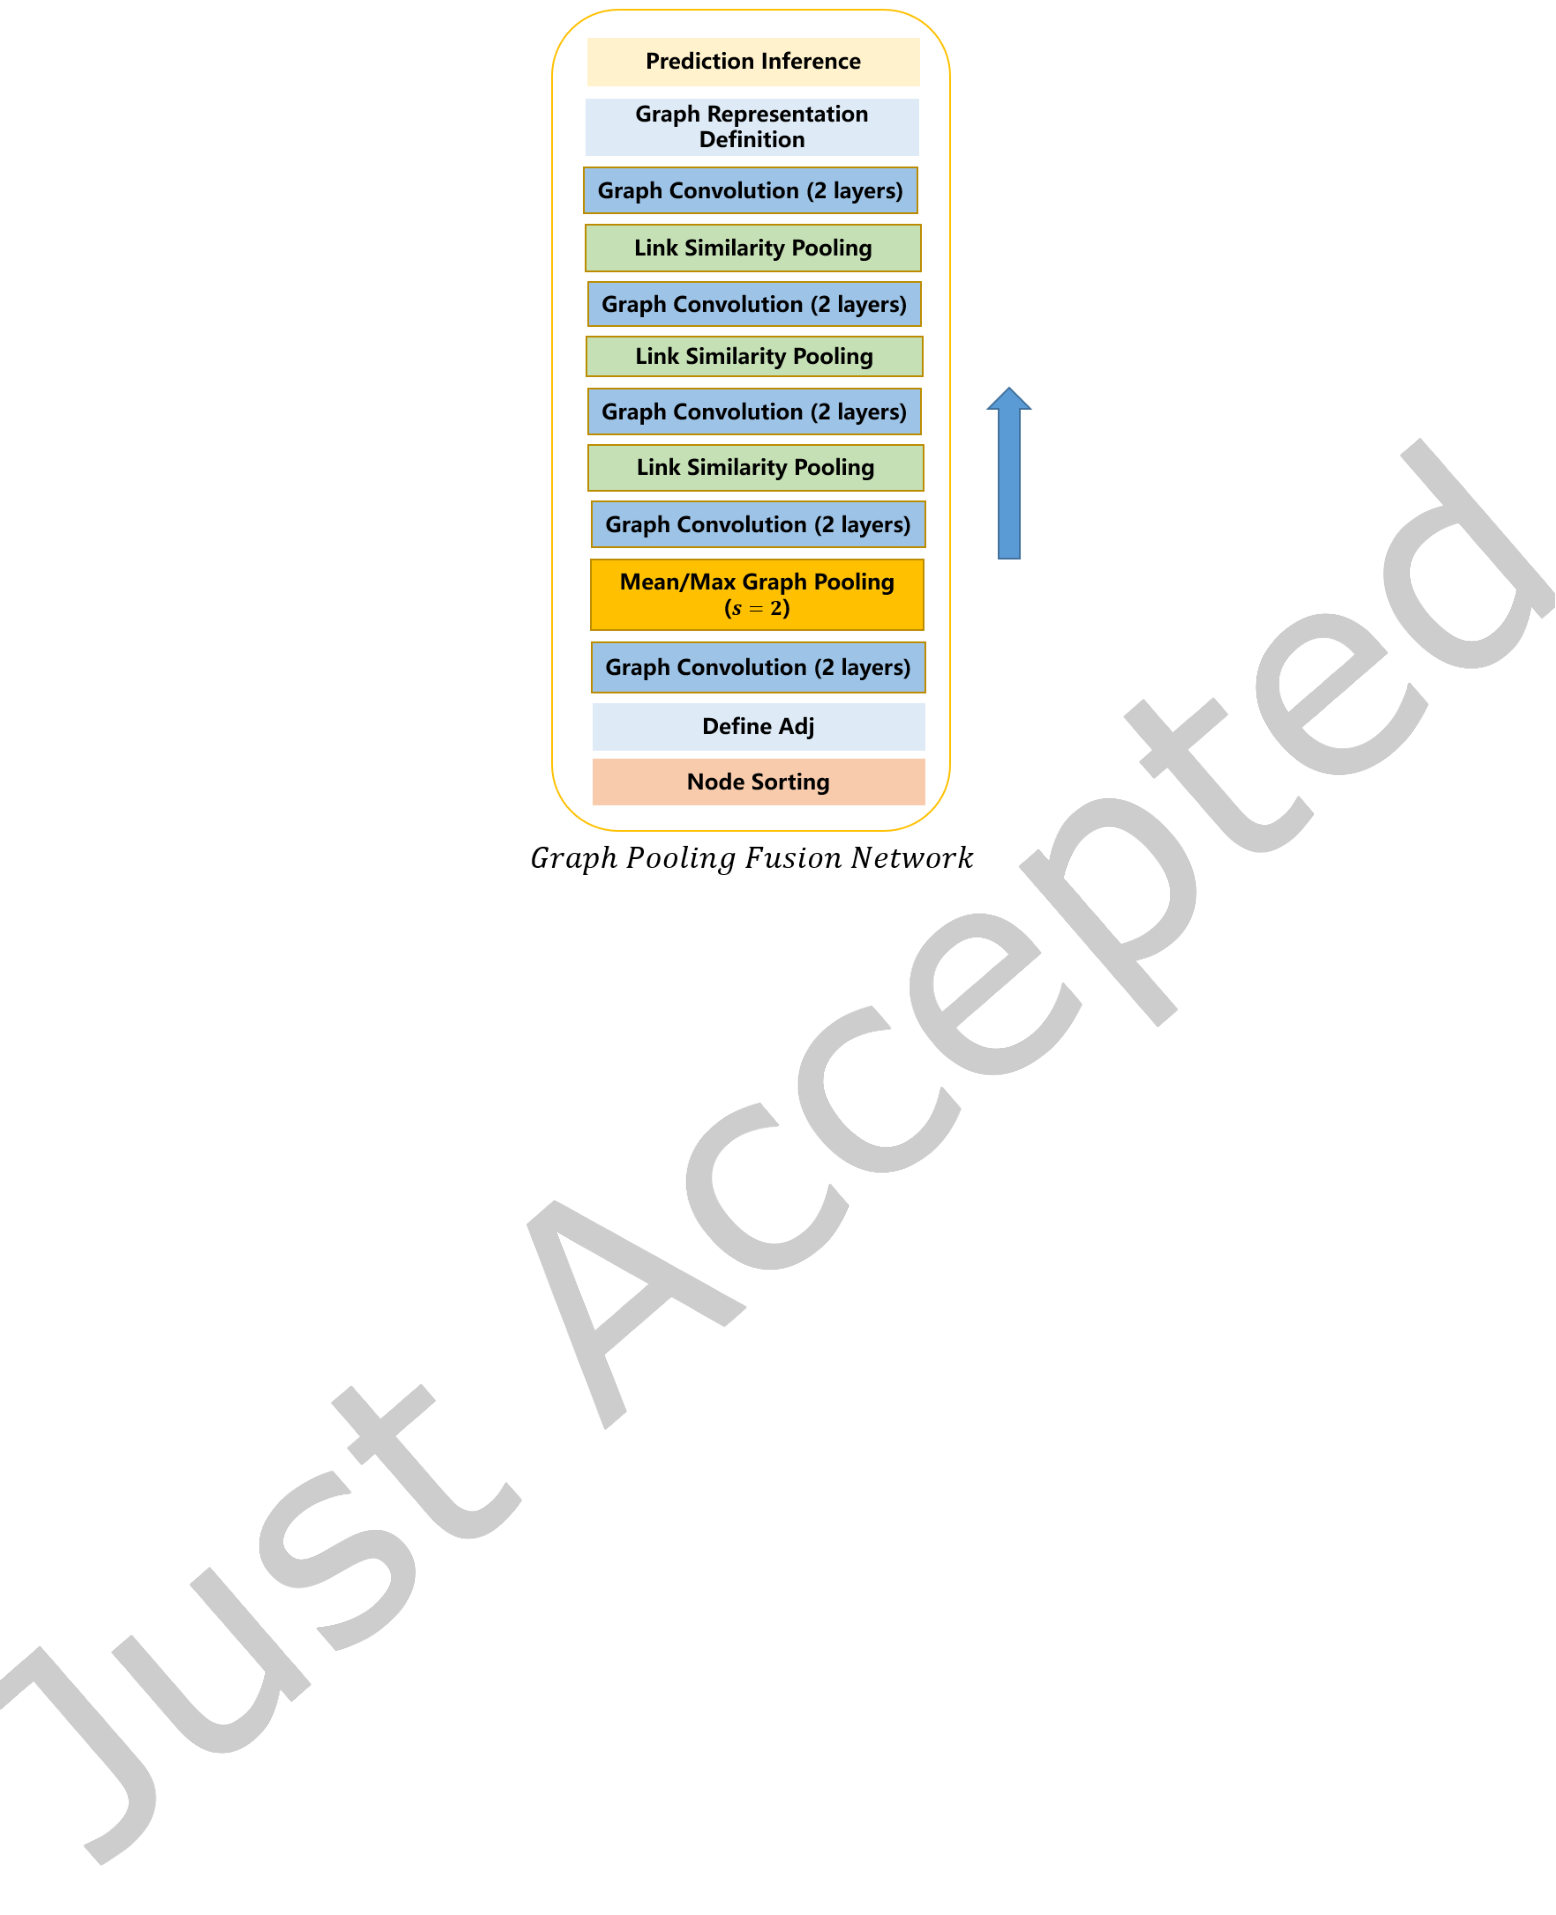 Prediction Inference
Graph Representation
Definition
Graph Convolution (2 layers)
Link Similarity Pooling
Graph Convolution (2 layers)
Link Similarity Pooling
Graph Convolution (2 layers)
Link Similarity Pooling
Graph Convolution (2 layers)
Mean/Max Graph Pooling
(s = 2)
Graph Convolution (2 layers)
Define Adj
Node Sorting
Graph Pooling Fusion Network
Just Accepted